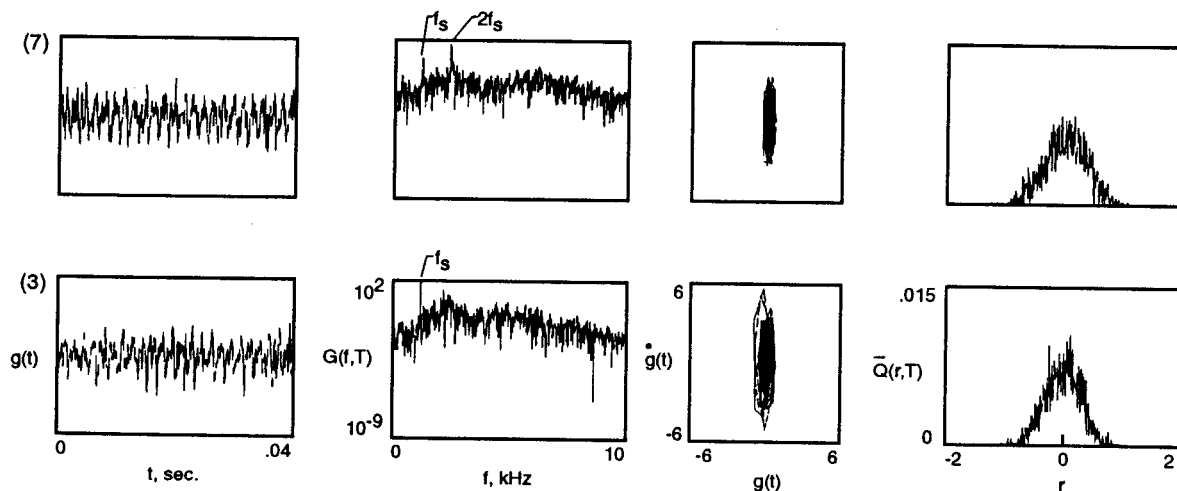 (7)
f_s
2f_s
(3)
f_s
g(t)
0
.04
t, sec.
10^2
G(f,T)
10^-9
0
10
f, kHz
6
ġ(t)
-6
-6
6
g(t)
.015
Q̄(r,T)
0
-2
0
2
r